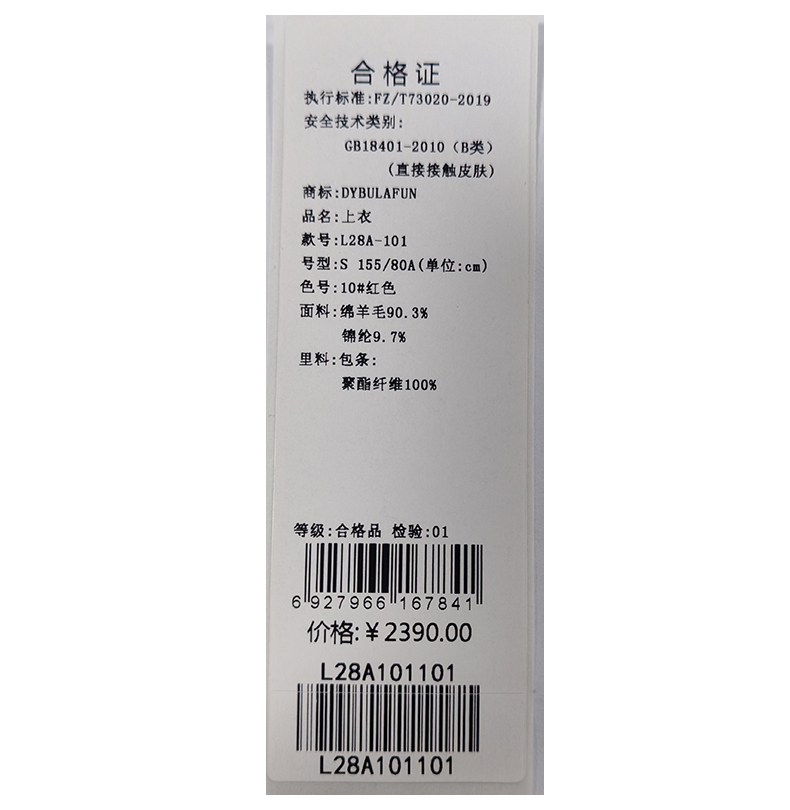 合格证
执行标准:FZ/T73020-2019
安全技术类别:
GB18401-2010（B类）
(直接接触皮肤)
商标:DYBULAFUN
品名:上衣
款号:L28A-101
号型:S 155/80A(单位:cm)
色号:10#红色
面料:绵羊毛90.3%
锦纶9.7%
里料:包条:
聚酯纤维100%
等级:合格品 检验:01
6 927966 167841
价格:￥2390.00
L28A101101
L28A101101